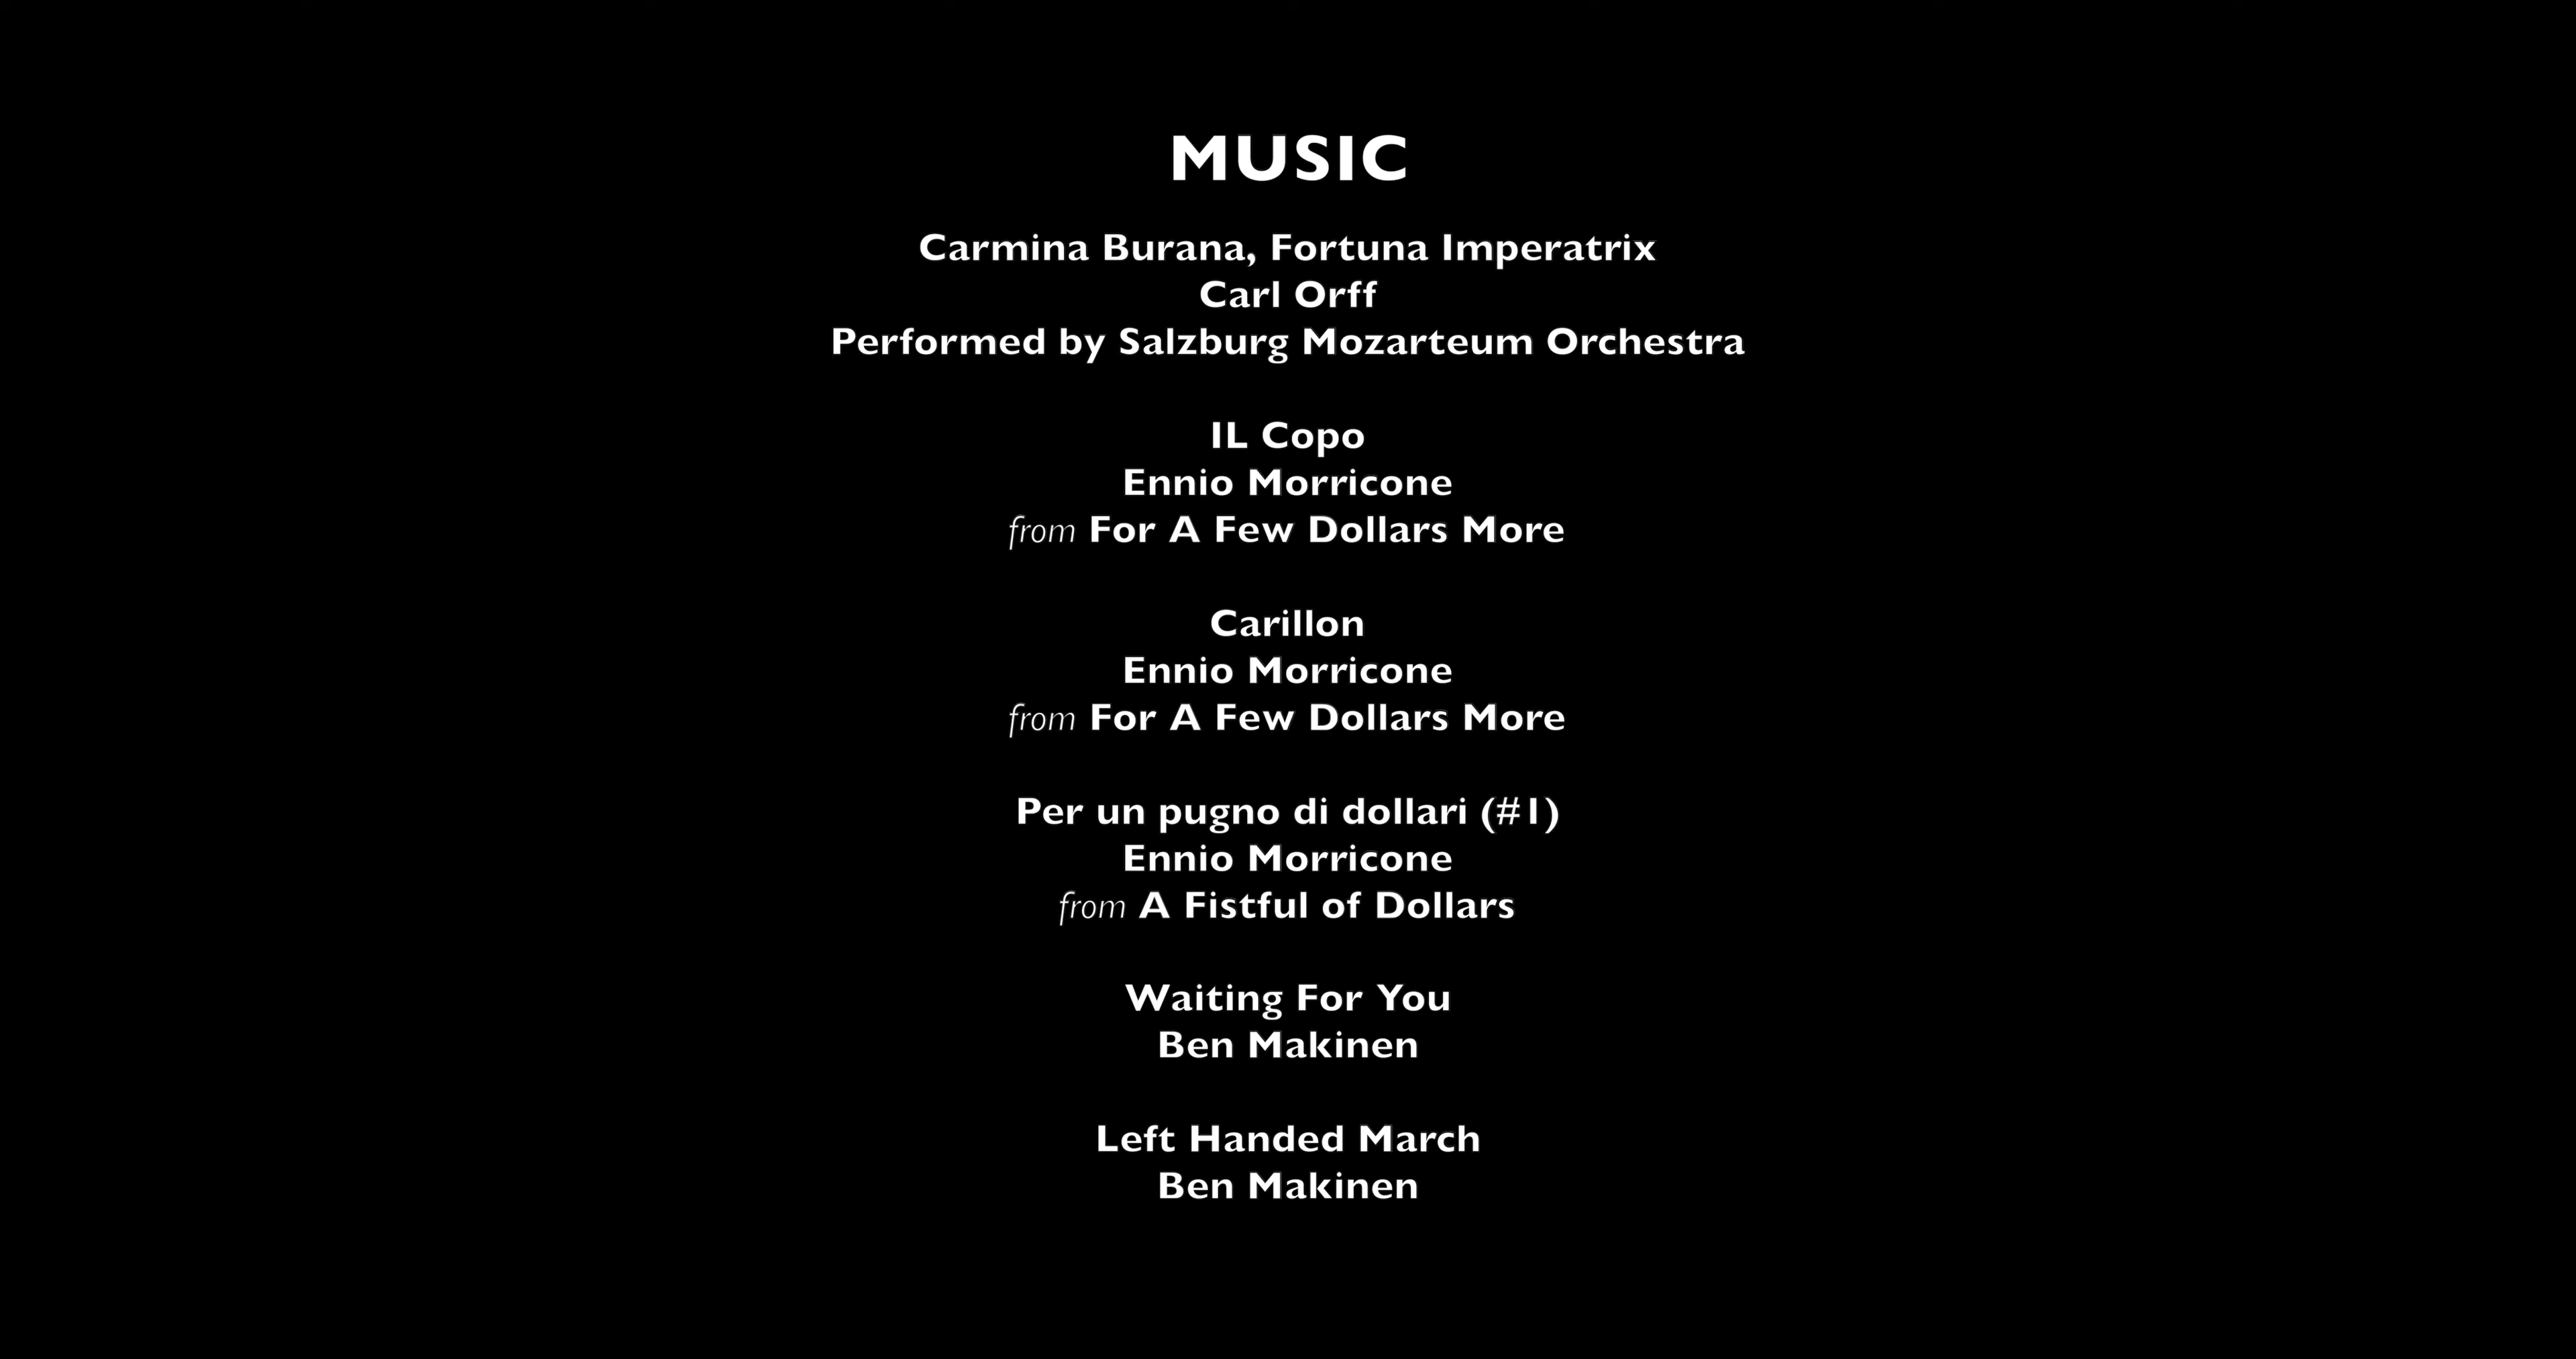 MUSIC
Carmina Burana, Fortuna Imperatrix
Carl Orff
Performed by Salzburg Mozarteum Orchestra
IL Copo
Ennio Morricone
from For A Few Dollars More
Carillon
Ennio Morricone
from For A Few Dollars More
Per un pugno di dollari (#1)
Ennio Morricone
from A Fistful of Dollars
Waiting For You
Ben Makinen
Left Handed March
Ben Makinen